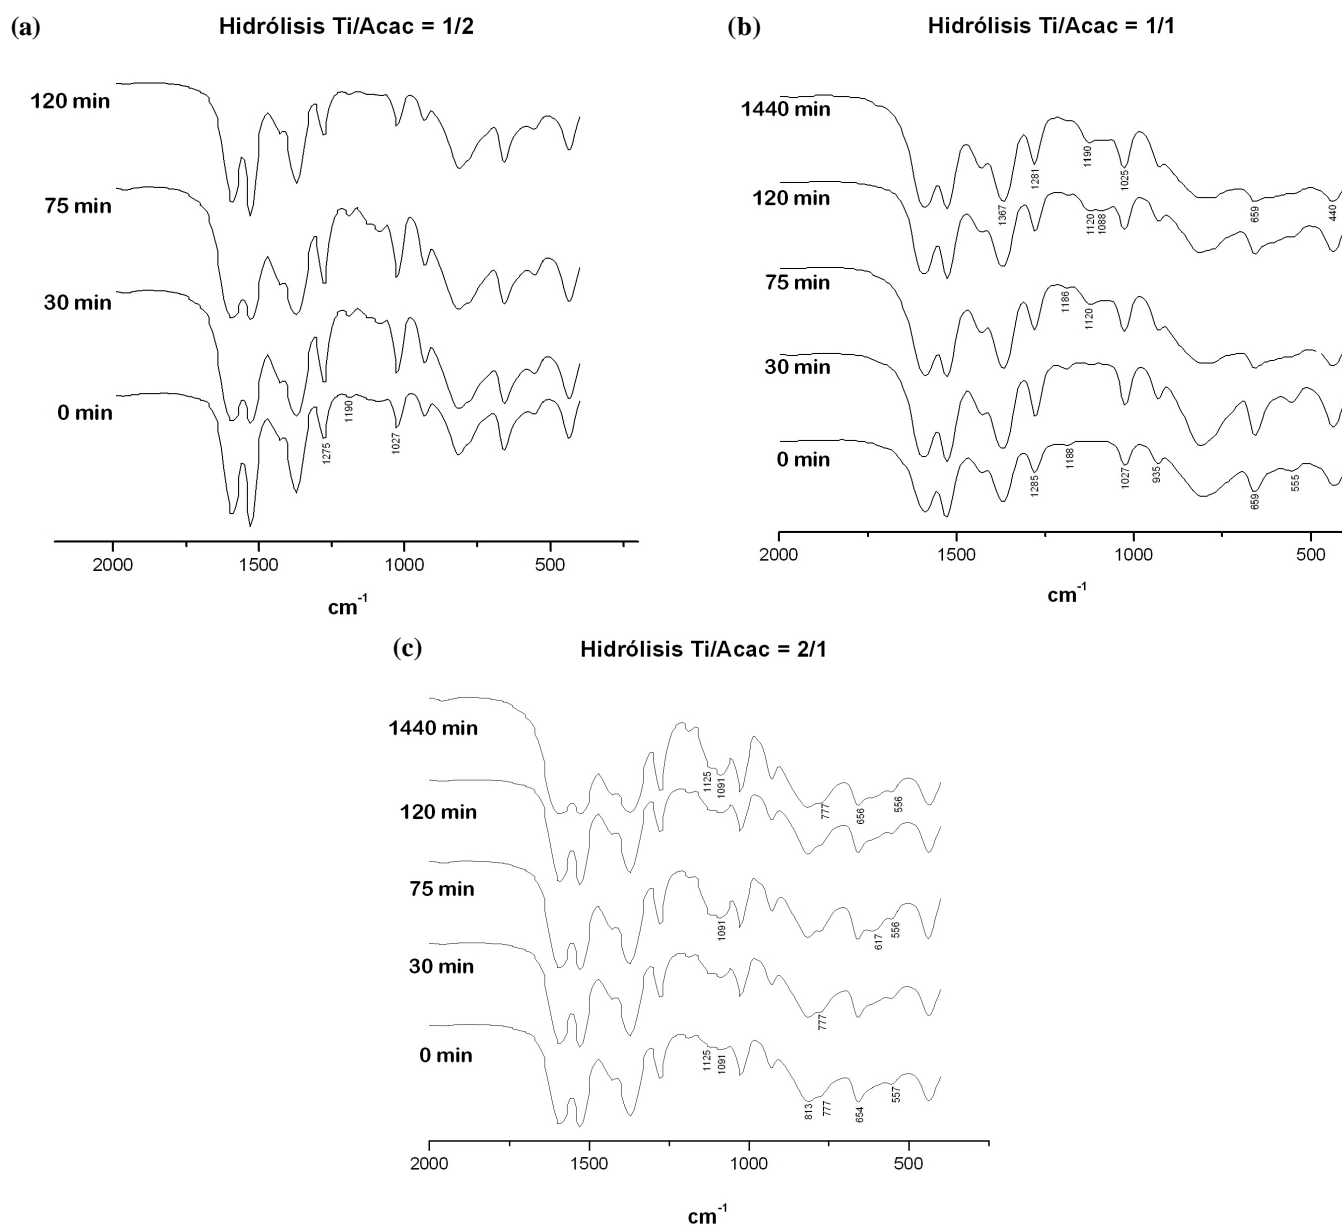 (a)
Hidrólisis Ti/Acac = 1/2
120 min
75 min
30 min
0 min
1275
1190
1027
2000
1500
1000
500
cm-1
(b)
Hidrólisis Ti/Acac = 1/1
1440 min
1367
1281
1190
1025
659
440
120 min
1120
1088
75 min
1186
1120
30 min
0 min
1285
1188
1027
935
659
555
2000
1500
1000
500
cm-1
(c)
Hidrólisis Ti/Acac = 2/1
1440 min
1125
1091
777
656
556
120 min
75 min
1091
617
556
30 min
777
0 min
1125
1091
813
777
654
557
2000
1500
1000
500
cm-1